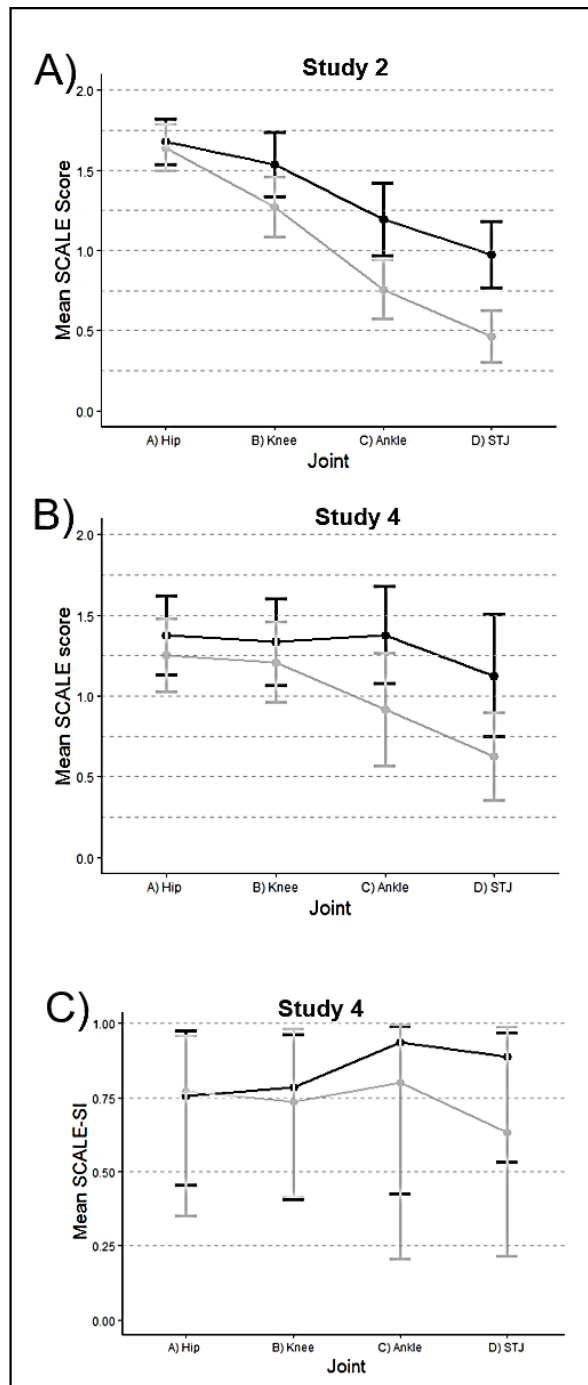 A)
Study 2
Mean SCALE Score
2.0
1.5
1.0
0.5
0.0
A) Hip
B) Knee
C) Ankle
D) STJ
Joint
B)
Study 4
Mean SCALE score
2.0
1.5
1.0
0.5
0.0
A) Hip
B) Knee
C) Ankle
D) STJ
Joint
C)
Study 4
Mean SCALE-SI
1.00
0.75
0.50
0.25
0.00
A) Hip
B) Knee
C) Ankle
D) STJ